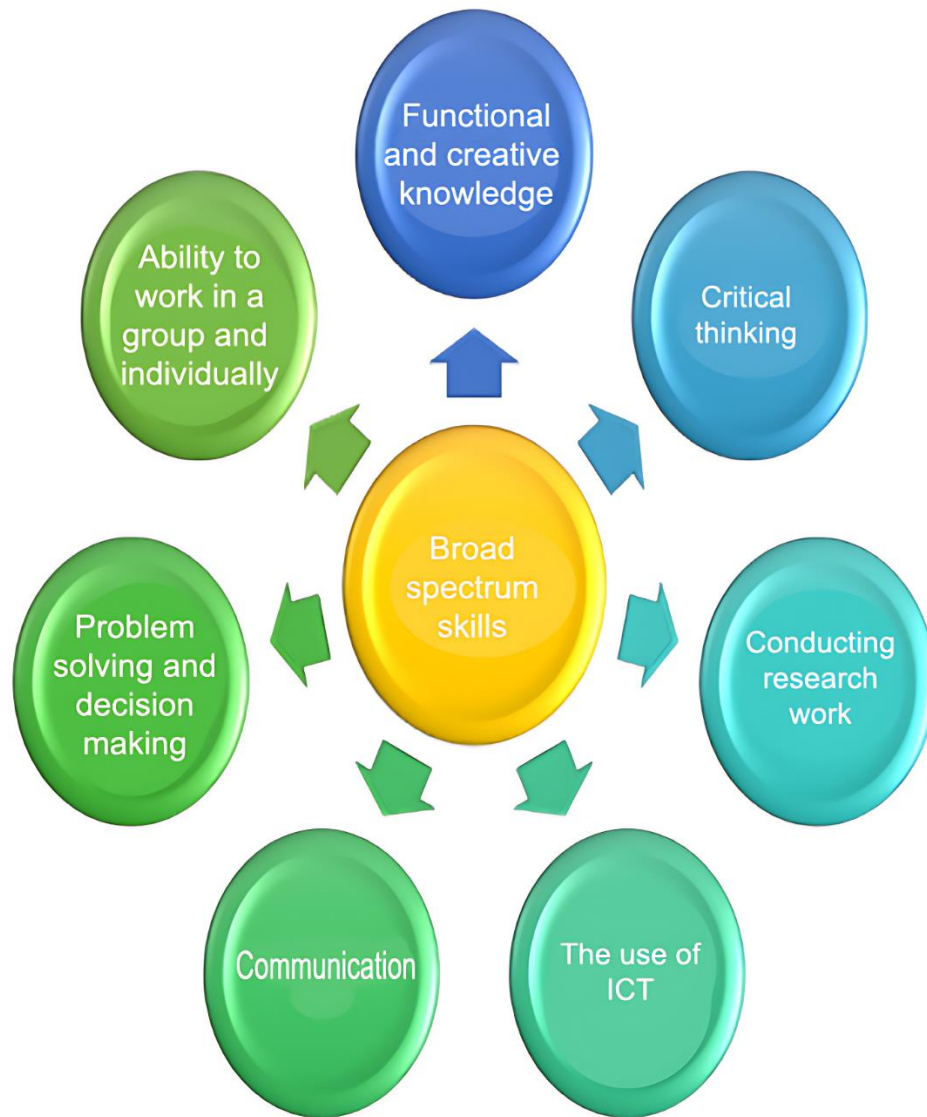 Functional
and creative
knowledge
Critical
thinking
Conducting
research
work
The use of
ICT
Communication
Problem
solving and
decision
making
Ability to
work in a
group and
individually
Broad
spectrum
skills